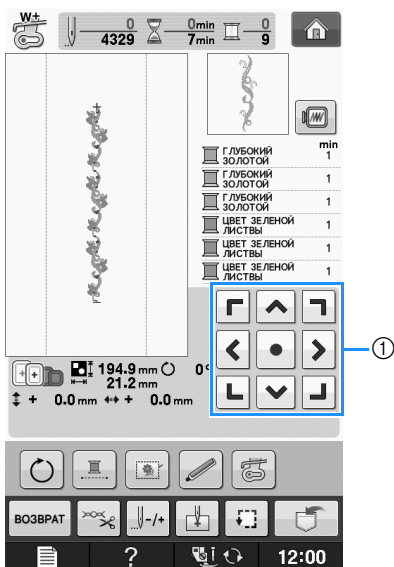 W+
0
4329
0min
7min
0
9
min
ГЛУБОКИЙ
ЗОЛОТОЙ
1
ГЛУБОКИЙ
ЗОЛОТОЙ
1
ГЛУБОКИЙ
ЗОЛОТОЙ
1
ЦВЕТ ЗЕЛЕНОЙ
ЛИСТВЫ
1
ЦВЕТ ЗЕЛЕНОЙ
ЛИСТВЫ
1
ЦВЕТ ЗЕЛЕНОЙ
ЛИСТВЫ
1
①
194.9 mm
0°
21.2 mm
+ 0.0 mm + 0.0 mm
ВОЗВРАТ
-/+
?
12:00